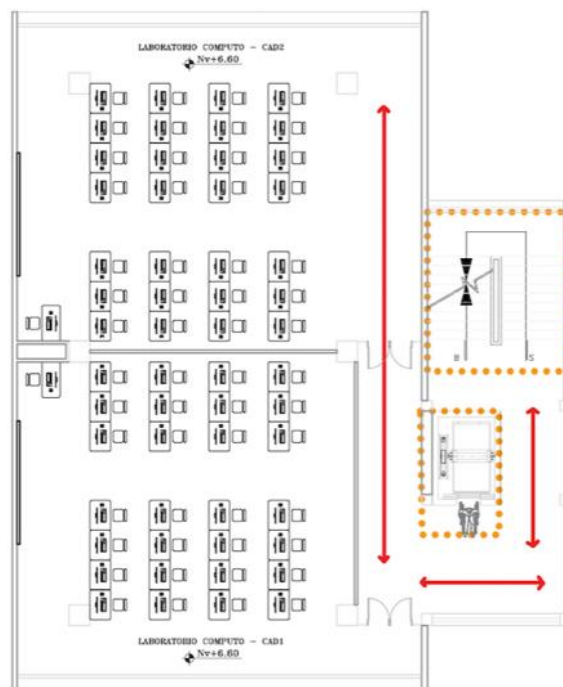 LABORATORIO COMPUTO - CAD2
Nv+6.60
B S
LABORATORIO COMPUTO - CAD1
Nv+6.60